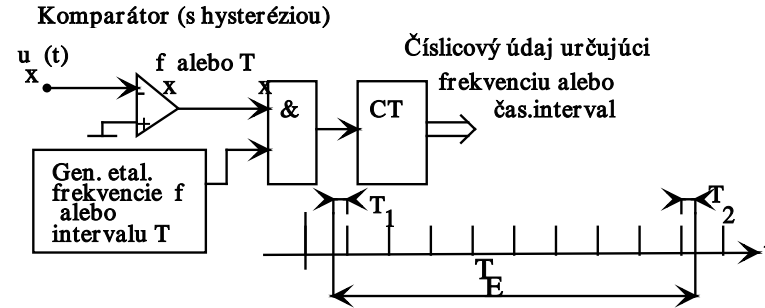 Komparátor (s hysteréziou)
u (t)
x
f alebo T
x x
Číslicový údaj určujúci
frekvenciu alebo
čas.interval
-
+
&
CT
Gen. etal.
frekvencie f
alebo
intervalu T
T
1
T
2
T
E